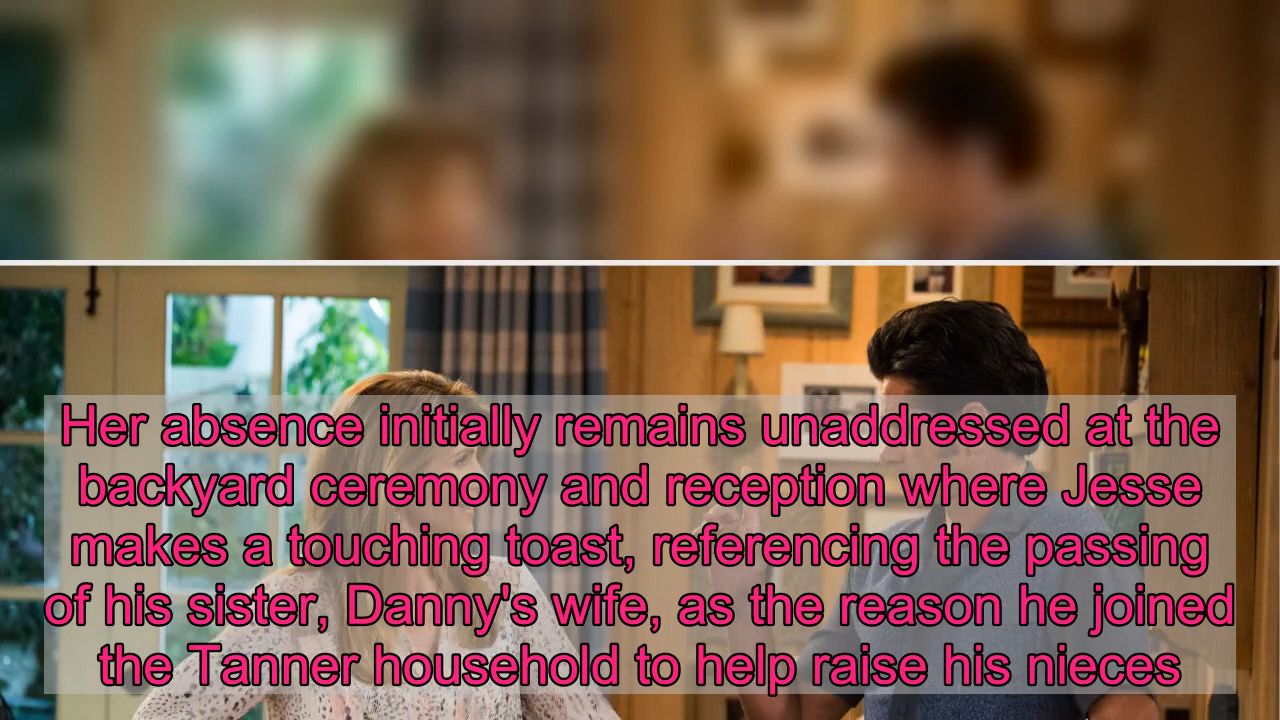 Her absence initially remains unaddressed at the
backyard ceremony and reception where Jesse
makes a touching toast, referencing the passing
of his sister, Danny's wife, as the reason he joined
the Tanner household to help raise his nieces